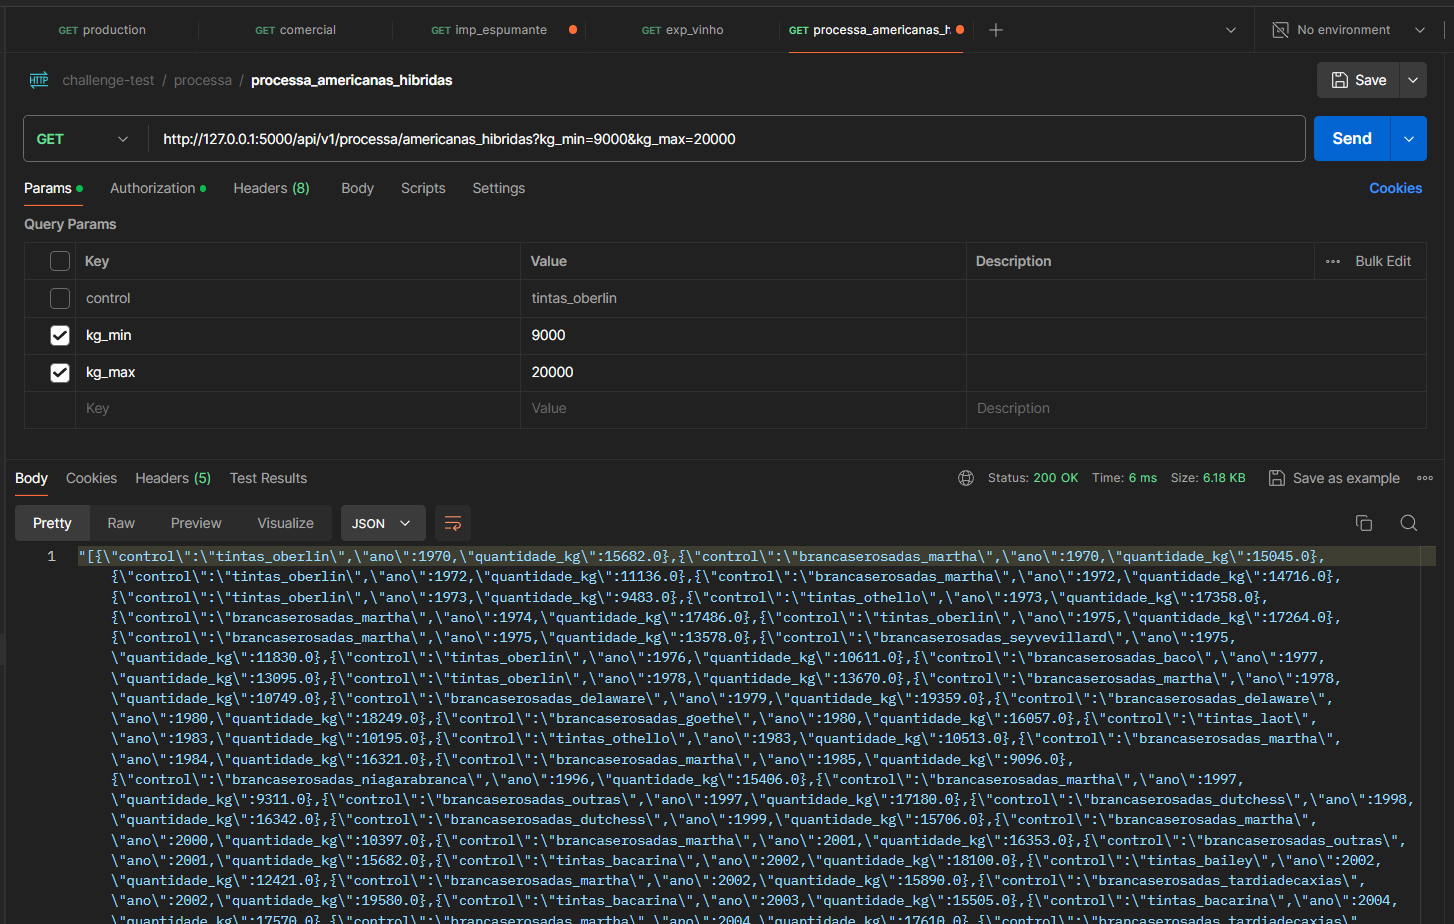 GET production GET comercial GET imp_espumante GET exp_vinho GET processa_americanas_h No environment
HTTP challenge-test / processa / processa_americanas_hibridas Save
GET http://127.0.0.1:5000/api/v1/processa/americanas_hibridas?kg_min=9000&kg_max=20000 Send
Params Authorization Headers (8) Body Scripts Settings Cookies
Query Params
Key Value Description Bulk Edit
control tintas_oberlin
kg_min 9000
kg_max 20000
Key Value Description
Body Cookies Headers (5) Test Results Status: 200 OK Time: 6 ms Size: 6.18 KB Save as example
Pretty Raw Preview Visualize JSON
1 "[{\"control\":\"tintas_oberlin\",\"ano\":1970,\"quantidade_kg\":15682.0},{\"control\":\"brancaserosadas_martha\",\"ano\":1970,\"quantidade_kg\":15045.0},
{\"control\":\"tintas_oberlin\",\"ano\":1972,\"quantidade_kg\":11136.0},{\"control\":\"brancaserosadas_martha\",\"ano\":1972,\"quantidade_kg\":14716.0},
{\"control\":\"tintas_oberlin\",\"ano\":1973,\"quantidade_kg\":9483.0},{\"control\":\"tintas_othello\",\"ano\":1973,\"quantidade_kg\":17358.0},
{\"control\":\"brancaserosadas_martha\",\"ano\":1974,\"quantidade_kg\":17486.0},{\"control\":\"tintas_oberlin\",\"ano\":1975,\"quantidade_kg\":17264.0},
{\"control\":\"brancaserosadas_martha\",\"ano\":1975,\"quantidade_kg\":13578.0},{\"control\":\"brancaserosadas_seyvevillard\",\"ano\":1975,
\"quantidade_kg\":11830.0},{\"control\":\"tintas_oberlin\",\"ano\":1976,\"quantidade_kg\":10611.0},{\"control\":\"brancaserosadas_baco\",\"ano\":1977,
\"quantidade_kg\":13095.0},{\"control\":\"tintas_oberlin\",\"ano\":1978,\"quantidade_kg\":13670.0},{\"control\":\"brancaserosadas_martha\",\"ano\":1978,
\"quantidade_kg\":10749.0},{\"control\":\"brancaserosadas_delaware\",\"ano\":1979,\"quantidade_kg\":19359.0},{\"control\":\"brancaserosadas_delaware\",
\"ano\":1980,\"quantidade_kg\":18249.0},{\"control\":\"brancaserosadas_goethe\",\"ano\":1980,\"quantidade_kg\":16057.0},{\"control\":\"tintas_laot\",
\"ano\":1983,\"quantidade_kg\":10195.0},{\"control\":\"tintas_othello\",\"ano\":1983,\"quantidade_kg\":10513.0},{\"control\":\"brancaserosadas_martha\",
\"ano\":1984,\"quantidade_kg\":16321.0},{\"control\":\"brancaserosadas_martha\",\"ano\":1985,\"quantidade_kg\":9096.0},
{\"control\":\"brancaserosadas_niagarabranca\",\"ano\":1996,\"quantidade_kg\":15406.0},{\"control\":\"brancaserosadas_martha\",\"ano\":1997,
\"quantidade_kg\":9311.0},{\"control\":\"brancaserosadas_outras\",\"ano\":1997,\"quantidade_kg\":17180.0},{\"control\":\"brancaserosadas_dutchess\",\"ano\":1998,
\"quantidade_kg\":16342.0},{\"control\":\"brancaserosadas_dutchess\",\"ano\":1999,\"quantidade_kg\":15706.0},{\"control\":\"brancaserosadas_martha\",
\"ano\":2000,\"quantidade_kg\":10397.0},{\"control\":\"brancaserosadas_martha\",\"ano\":2001,\"quantidade_kg\":16353.0},{\"control\":\"brancaserosadas_outras\",
\"ano\":2001,\"quantidade_kg\":15682.0},{\"control\":\"tintas_bacarina\",\"ano\":2002,\"quantidade_kg\":18100.0},{\"control\":\"tintas_bailey\",\"ano\":2002,
\"quantidade_kg\":12421.0},{\"control\":\"brancaserosadas_martha\",\"ano\":2002,\"quantidade_kg\":15890.0},{\"control\":\"brancaserosadas_tardiadecaxias\",
\"ano\":2002,\"quantidade_kg\":19580.0},{\"control\":\"tintas_bacarina\",\"ano\":2003,\"quantidade_kg\":15505.0},{\"control\":\"tintas_bacarina\",\"ano\":2004,
\"quantidade_kg\":17570.0},{\"control\":\"brancaserosadas_martha\",\"ano\":2004,\"quantidade_kg\":17610.0},{\"control\":\"brancaserosadas_tardiadecaxias\"